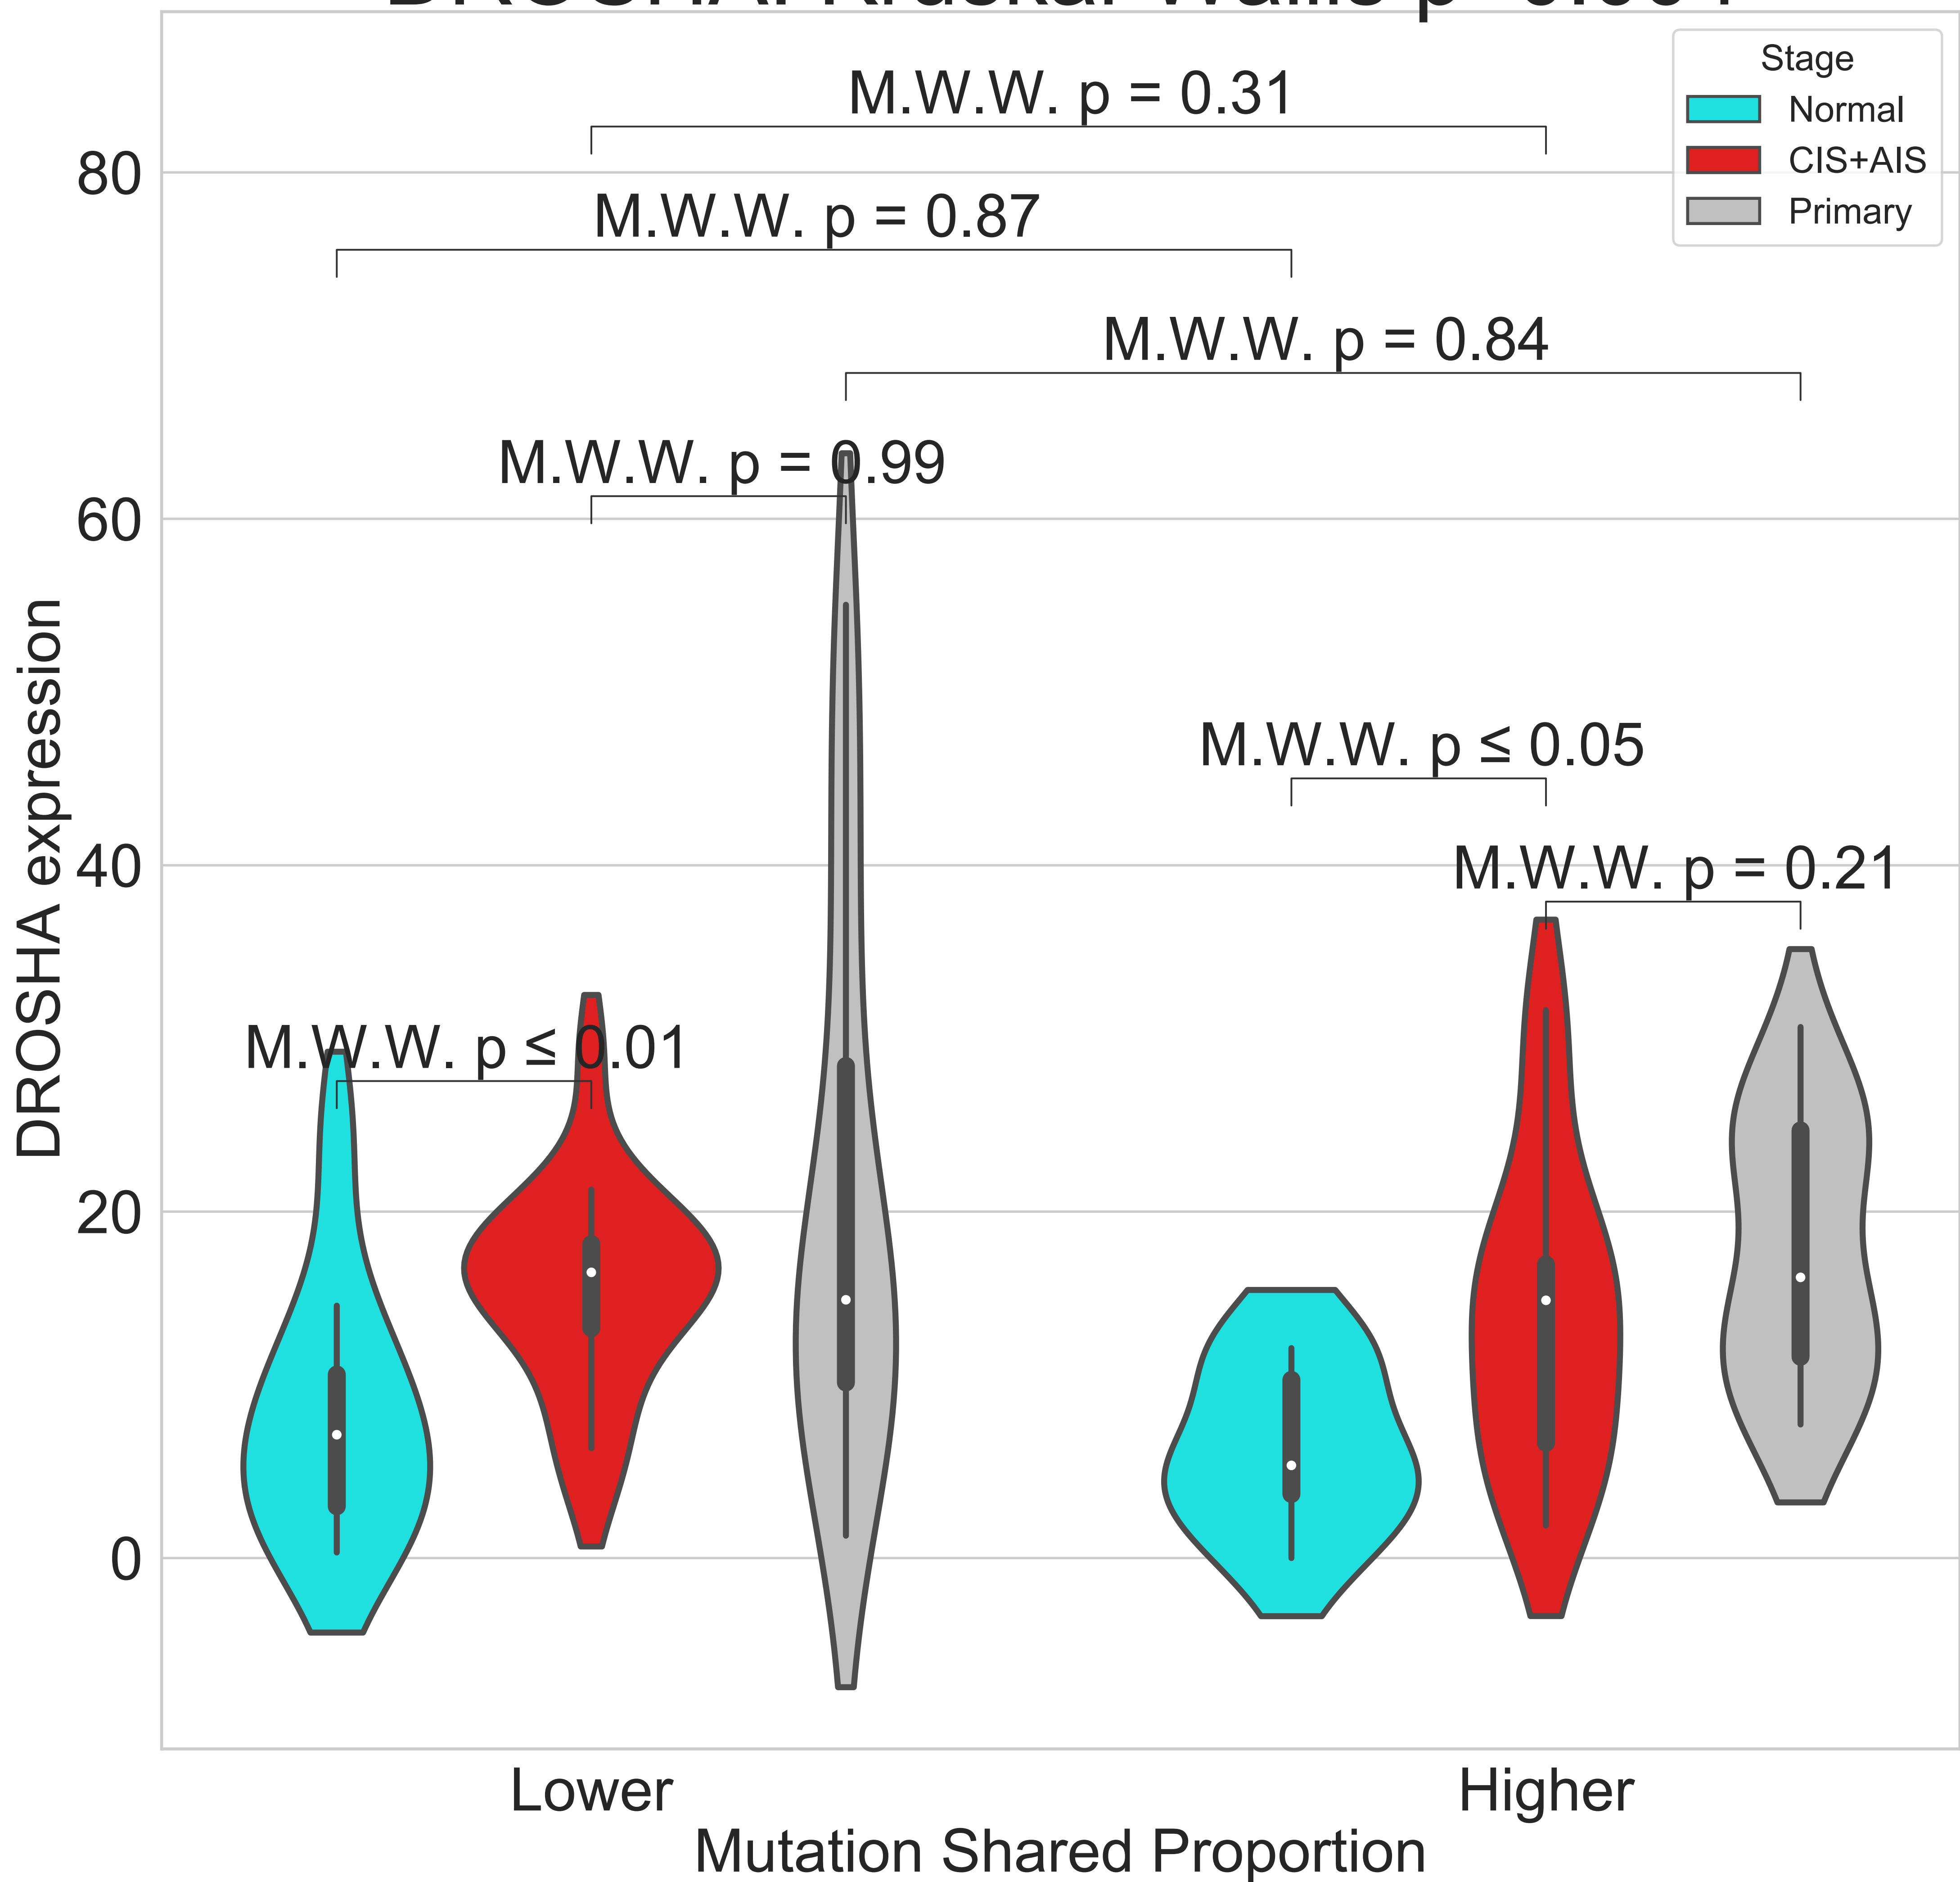 M.W.W. p = 0.31
Stage
Normal
CIS+AIS
Primary
M.W.W. p = 0.87
M.W.W. p = 0.84
M.W.W. p = 0.99
M.W.W. p ≤ 0.05
M.W.W. p = 0.21
M.W.W. p ≤ 0.01
DROSHA expression
80
60
40
20
0
Lower
Higher
Mutation Shared Proportion